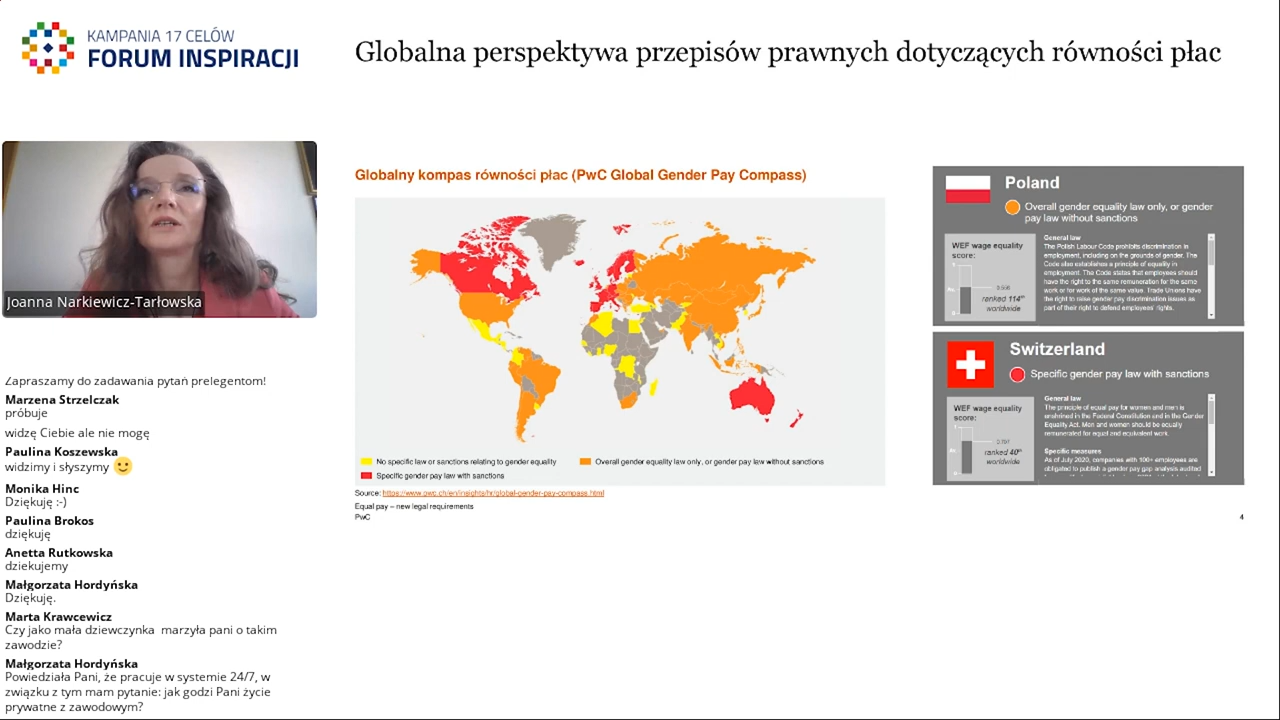 KAMPANIA 17 CELÓW
FORUM INSPIRACJI
Globalna perspektywa przepisów prawnych dotyczących równości płac
Joanna Narkiewicz-Tarłowska
Zapraszamy do zadawania pytań prelegentom!
Marzena Strzelczak
próbuje
widzę Ciebie ale nie mogę
Paulina Koszewska
widzimy i słyszymy 🙂
Monika Hinc
Dziękuję :-)
Paulina Brokos
dziękuję
Anetta Rutkowska
dziekujemy
Małgorzata Hordyńska
Dziękuję.
Marta Krawcewicz
Czy jako mała dziewczynka marzyła pani o takim
zawodzie?
Małgorzata Hordyńska
Powiedziała Pani, że pracuje w systemie 24/7, w
związku z tym mam pytanie: jak godzi Pani życie
prywatne z zawodowym?
Globalny kompas równości płac (PwC Global Gender Pay Compass)
No specific law or sanctions relating to gender equality
Overall gender equality law only, or gender pay law without sanctions
Specific gender pay law with sanctions
Source: https://www.pwc.ch/en/insights/hr/global-gender-pay-compass.html
Equal pay – new legal requirements
PwC
4
Poland
Overall gender equality law only, or gender
pay law without sanctions
WEF wage equality
score:
ranked 114th
worldwide
General law
The Polish Labour Code prohibits discrimination in
employment, including on the grounds of gender. The
Code also establishes a principle of equality in
employment. The Code states that employees should
have the right to the same remuneration for the same
work or for work of the same value. Trade Unions have
the right to raise gender pay discrimination issues as
part of their right to defend employees' rights.
Switzerland
Specific gender pay law with sanctions
WEF wage equality
score:
ranked 40th
worldwide
General law
The principle of equal pay for women and men is
enshrined in the Federal Constitution and in the Gender
Equality Act. Men and women should be equally
remunerated for equal and equivalent work.
Specific measures
As of July 2020, companies with 100+ employees are
obligated to publish a gender pay gap analysis audited